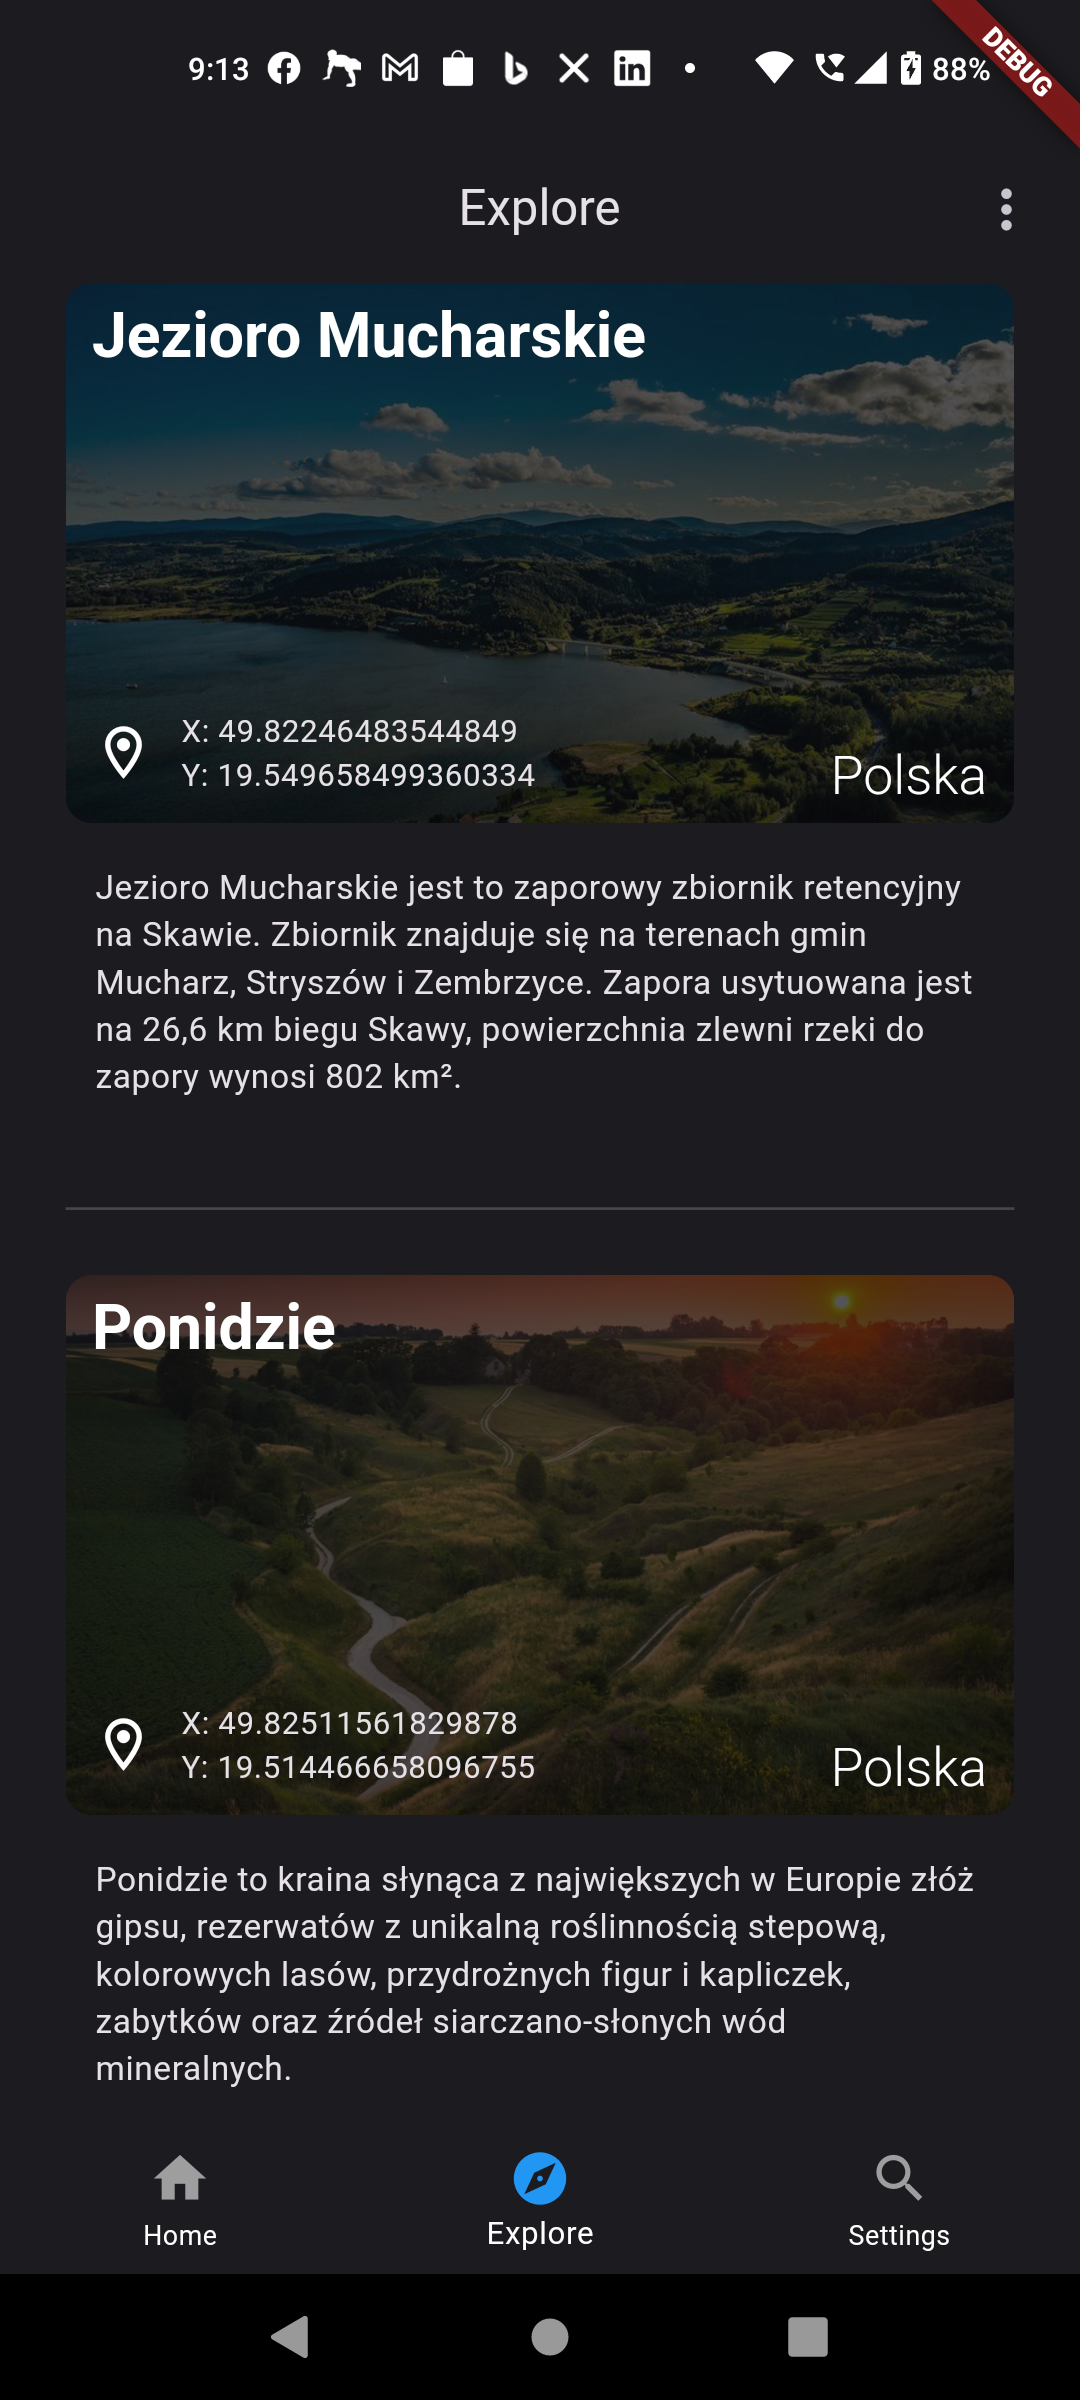 9:13
88%
DEBUG
Explore
Jezioro Mucharskie
X: 49.82246483544849
Y: 19.549658499360334
Polska
Jezioro Mucharskie jest to zaporowy zbiornik retencyjny
na Skawie. Zbiornik znajduje się na terenach gmin
Mucharz, Stryszów i Zembrzyce. Zapora usytuowana jest
na 26,6 km biegu Skawy, powierzchnia zlewni rzeki do
zapory wynosi 802 km².
Ponidzie
X: 49.82511561829878
Y: 19.514466658096755
Polska
Ponidzie to kraina słynąca z największych w Europie złóż
gipsu, rezerwatów z unikalną roślinnością stepową,
kolorowych lasów, przydrożnych figur i kapliczek,
zabytków oraz źródeł siarczano-słonych wód
mineralnych.
Home
Explore
Settings